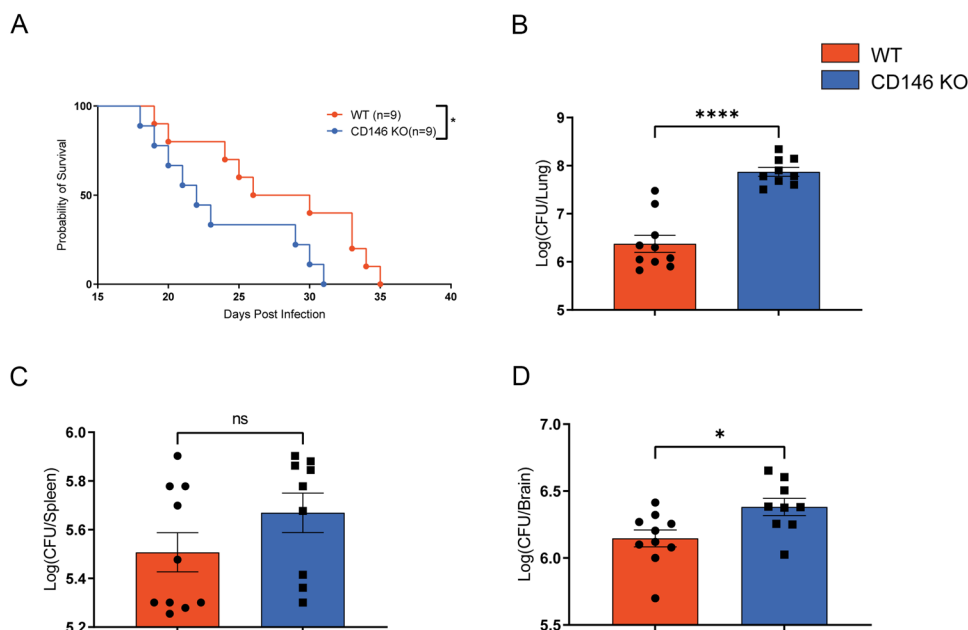 A
B
WT
CD146 KO
Probability of Survival
100
50
0
15
20
25
30
35
40
Days Post Infection
WT (n=9)
CD146 KO(n=9)
*
Log(CFU/Lung)
9
8
7
6
5
****
C
D
Log(CFU/Spleen)
6.0
5.8
5.6
5.4
5.2
ns
Log(CFU/Brain)
7.0
6.5
6.0
5.5
*